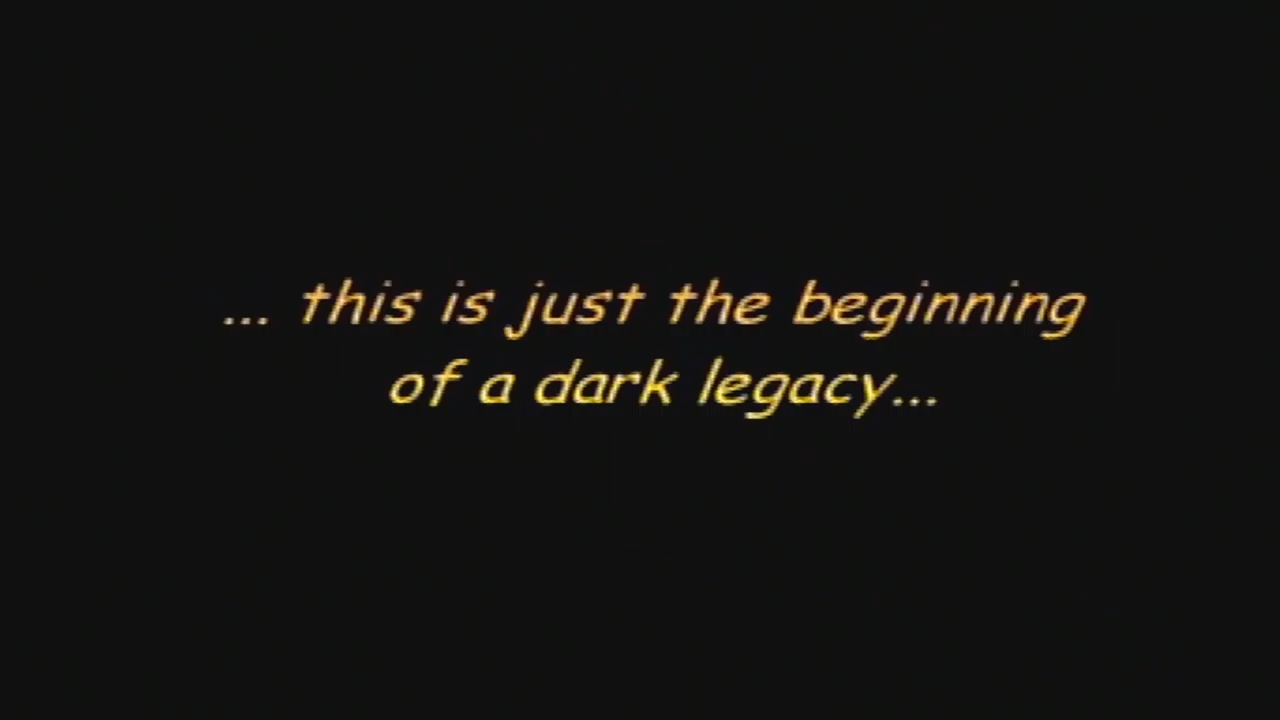 ... this is just the beginning
of a dark legacy...